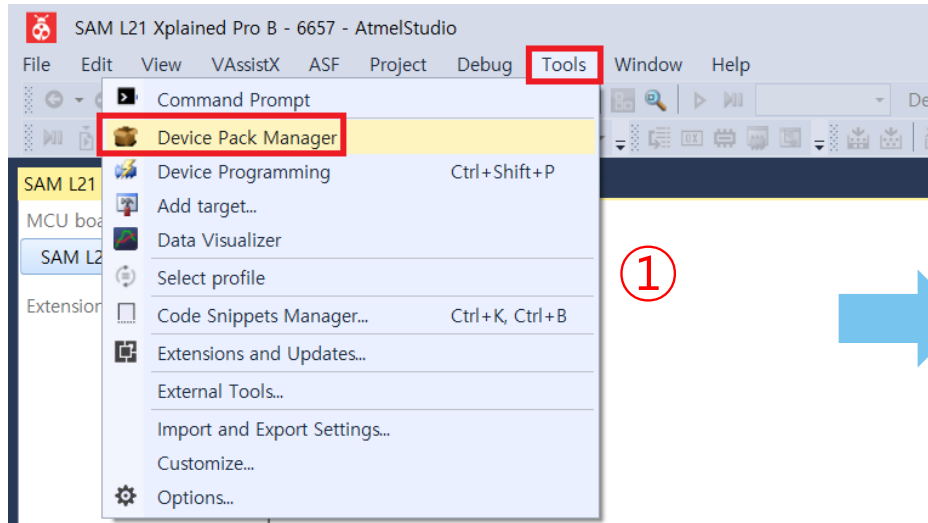 SAM L21 Xplained Pro B - 6657 - AtmelStudio
File Edit View VAssistX ASF Project Debug Tools Window Help
Command Prompt
Device Pack Manager
Device Programming Ctrl+Shift+P
SAM L21
Add target...
MCU boa
Data Visualizer
SAM L2
Select profile
①
Extension
Code Snippets Manager... Ctrl+K, Ctrl+B
Extensions and Updates...
External Tools...
Import and Export Settings...
Customize...
Options...